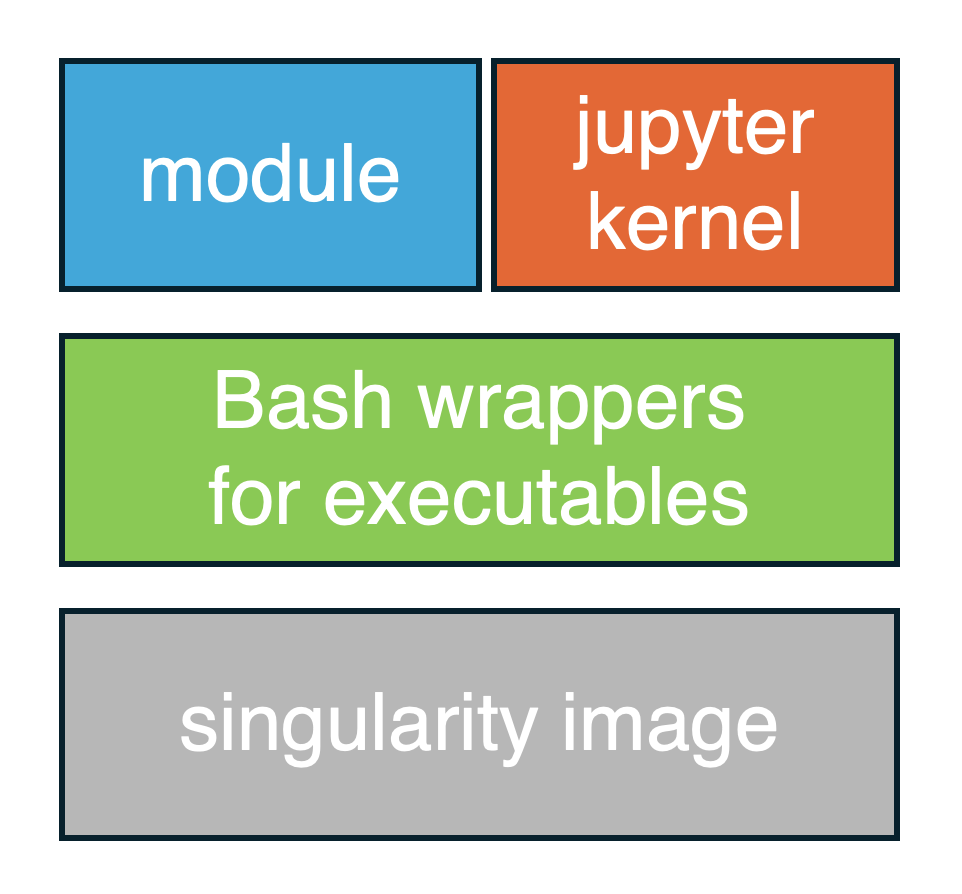 module
jupyter
kernel
Bash wrappers
for executables
singularity image